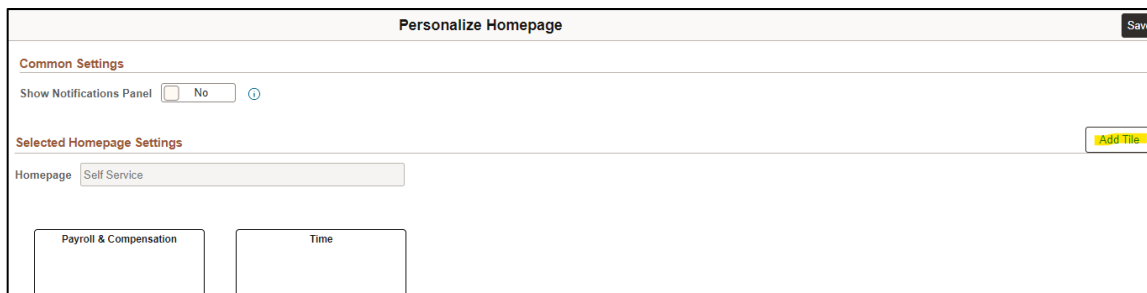 Personalize Homepage
Save
Common Settings
Show Notifications Panel No
Selected Homepage Settings
Add Tile
Homepage Self Service
Payroll & Compensation
Time